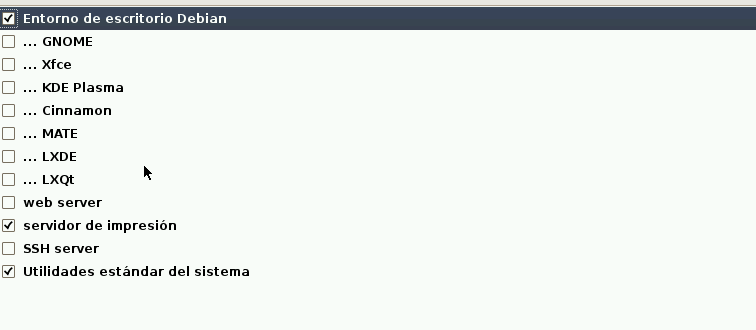 Entorno de escritorio Debian
... GNOME
... Xfce
... KDE Plasma
... Cinnamon
... MATE
... LXDE
... LXQt
web server
servidor de impresión
SSH server
Utilidades estándar del sistema